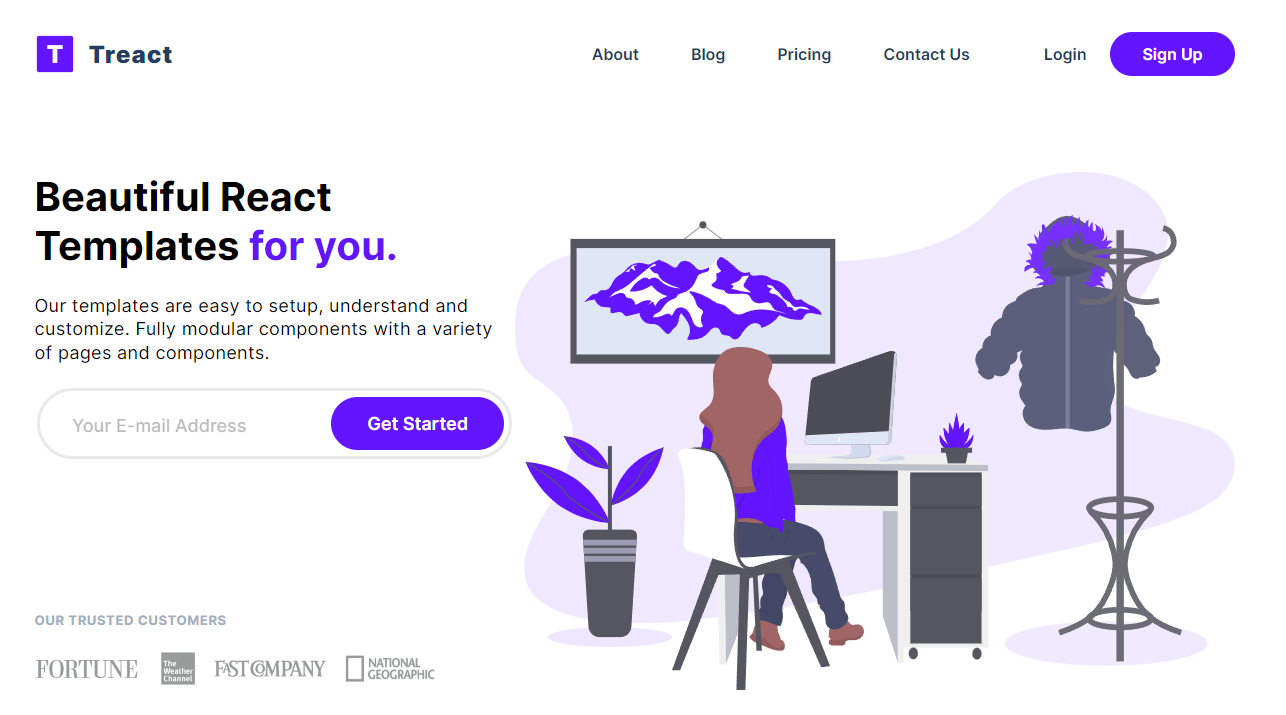 T Treact
About Blog Pricing Contact Us Login Sign Up
Beautiful React
Templates for you.
Our templates are easy to setup, understand and
customize. Fully modular components with a variety
of pages and components.
Your E-mail Address
Get Started
OUR TRUSTED CUSTOMERS
FORTUNE
The
Weather
Channel
FAST COMPANY
NATIONAL
GEOGRAPHIC